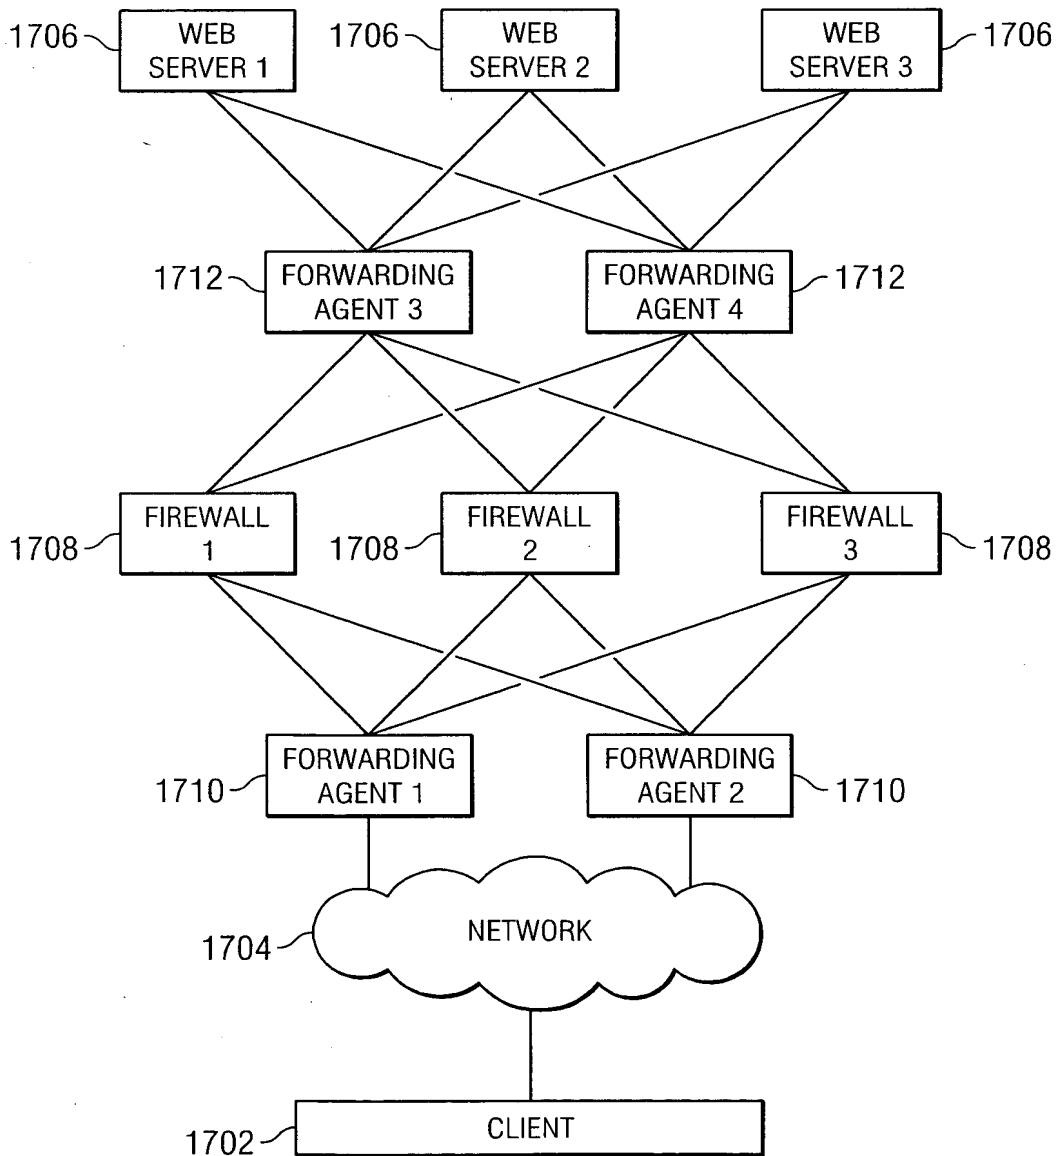 1706
WEB
SERVER 1
1706
WEB
SERVER 2
WEB
SERVER 3
1706
1712
FORWARDING
AGENT 3
FORWARDING
AGENT 4
1712
1708
FIREWALL
1
1708
FIREWALL
2
FIREWALL
3
1708
1710
FORWARDING
AGENT 1
FORWARDING
AGENT 2
1710
1704
NETWORK
1702
CLIENT